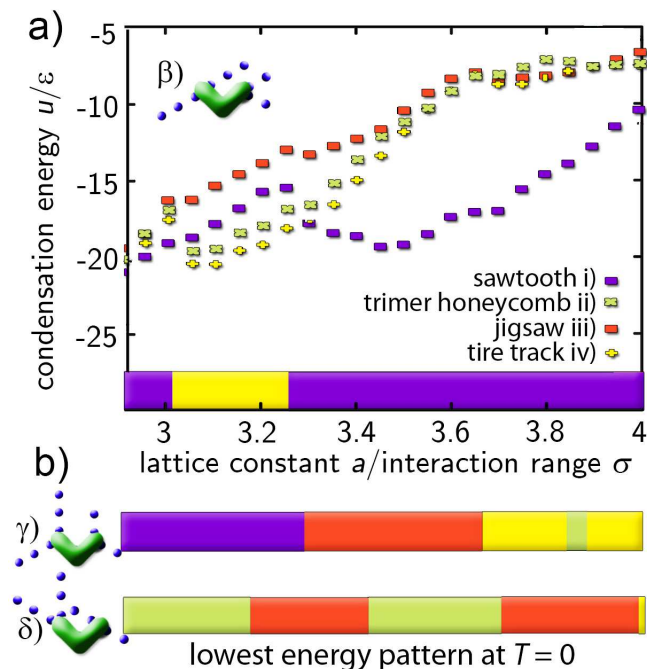 a)
condensation energy u/ε
-5
-10
-15
-20
-25
β)
sawtooth i)
trimer honeycomb ii)
jigsaw iii)
tire track iv)
3 3.2 3.4 3.6 3.8 4
lattice constant a/interaction range σ
b)
γ)
δ)
lowest energy pattern at T = 0